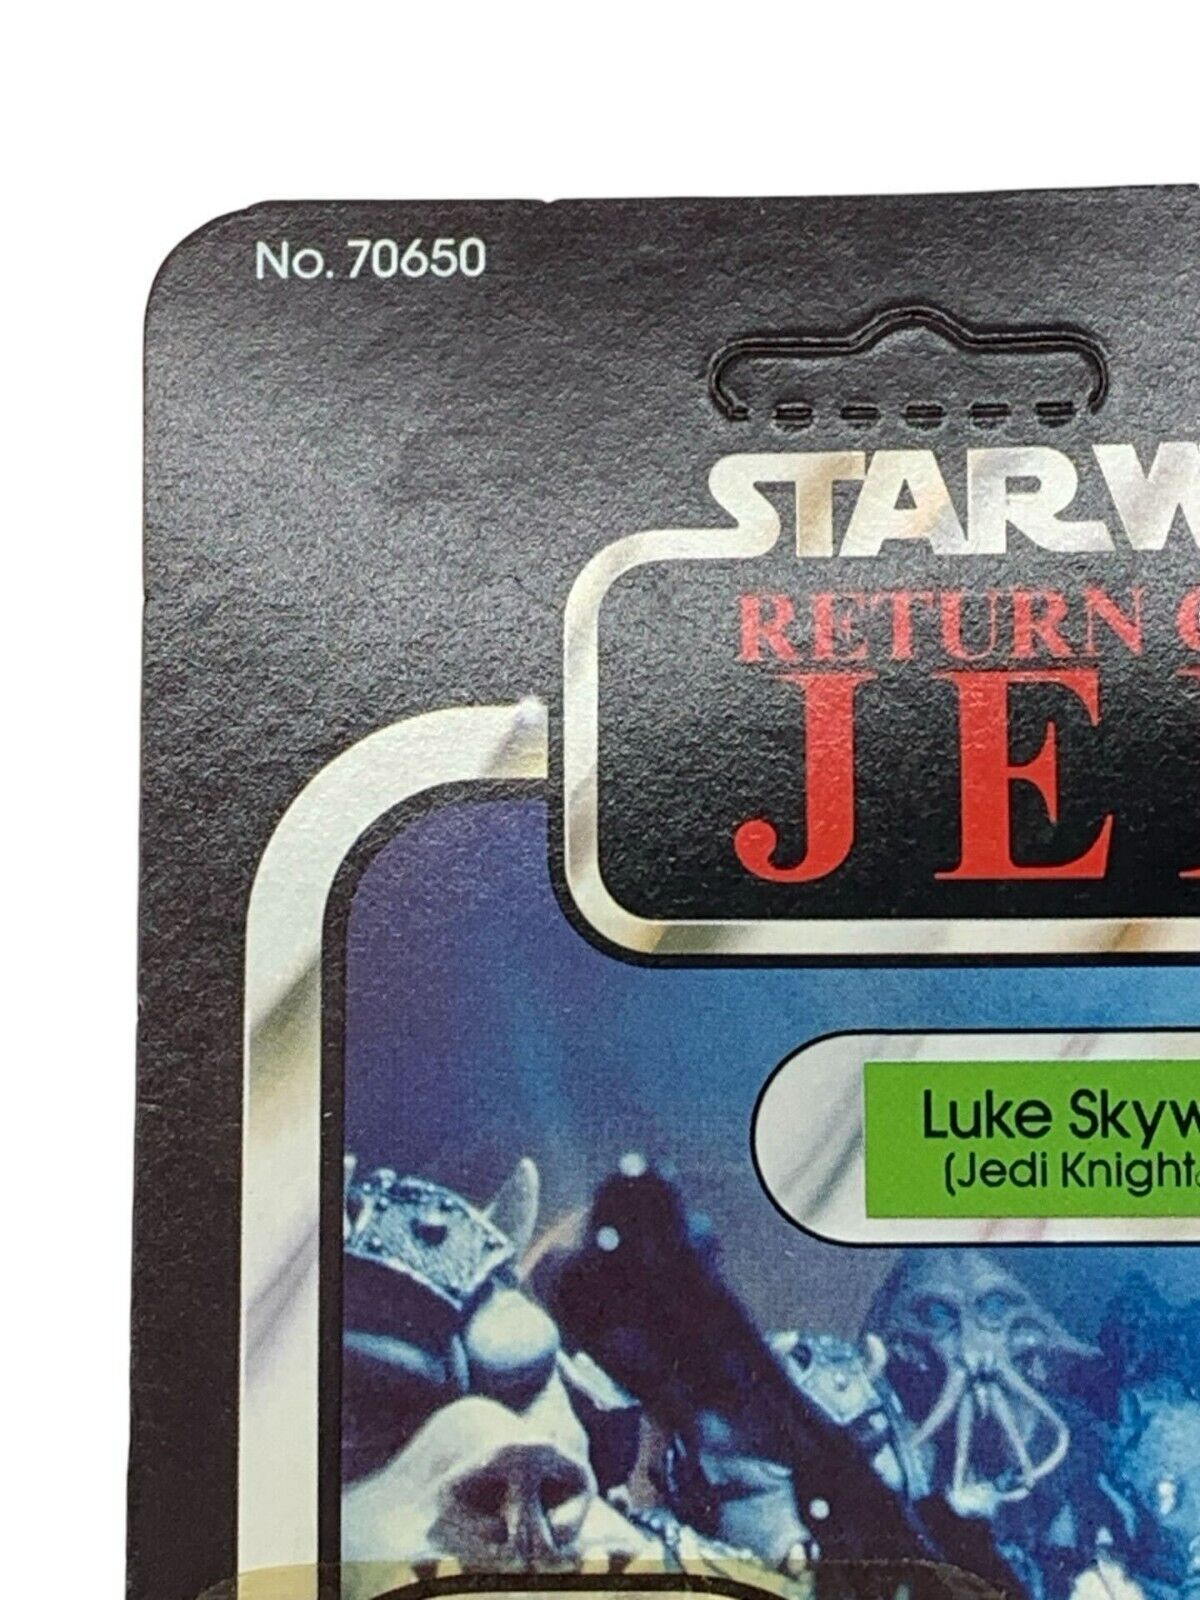 No. 70650
STAR W
RETURN O
JE
Luke Skyw
(Jedi Knight